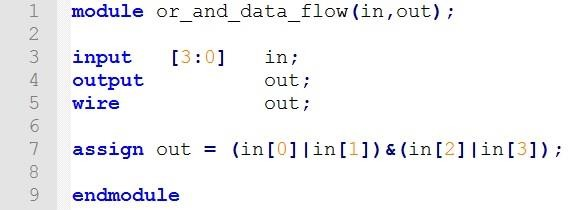 1 module or_and_data_flow(in,out);
2
3 input [3:0] in;
4 output out;
5 wire out;
6
7 assign out = (in[0]|in[1])&(in[2]|in[3]);
8
9 endmodule